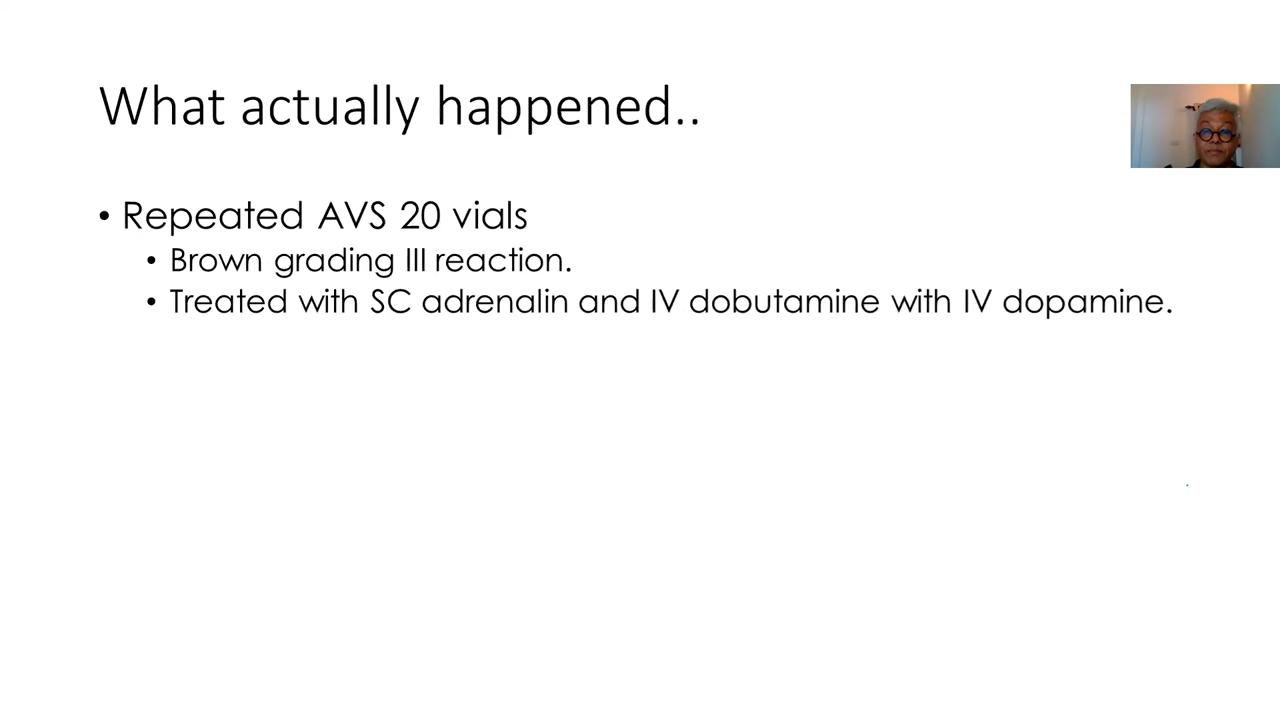 What actually happened..
• Repeated AVS 20 vials
• Brown grading III reaction.
• Treated with SC adrenalin and IV dobutamine with IV dopamine.